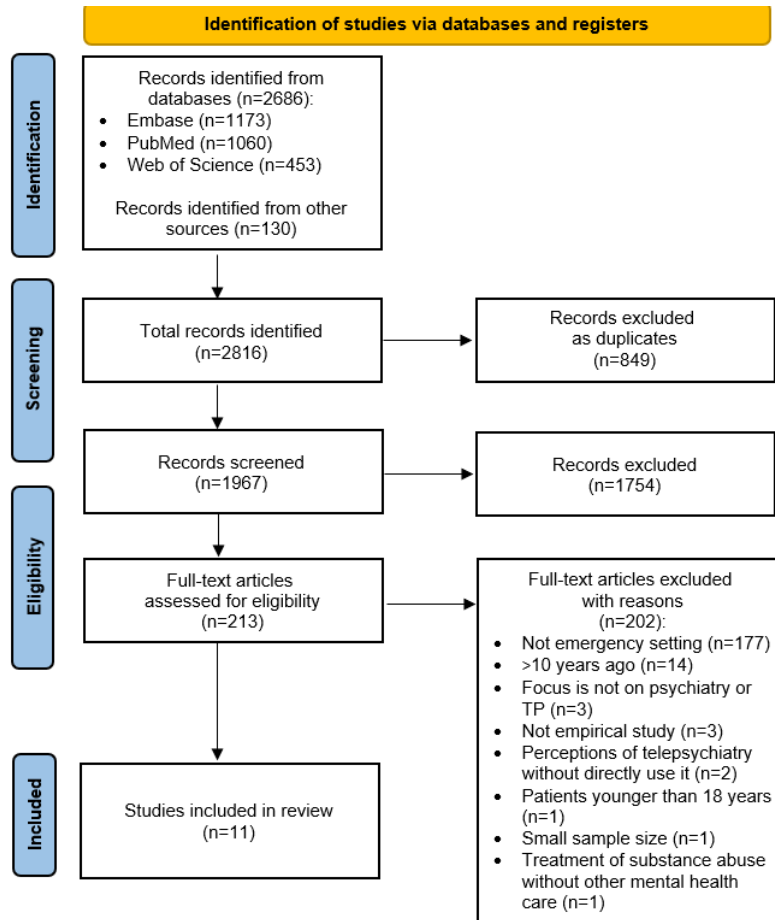 Identification of studies via databases and registers
Identification
Records identified from
databases (n=2686):
• Embase (n=1173)
• PubMed (n=1060)
• Web of Science (n=453)
Records identified from other
sources (n=130)
Screening
Total records identified
(n=2816)
Records excluded
as duplicates
(n=849)
Records screened
(n=1967)
Records excluded
(n=1754)
Eligibility
Full-text articles
assessed for eligibility
(n=213)
Full-text articles excluded
with reasons
(n=202):
• Not emergency setting (n=177)
• >10 years ago (n=14)
• Focus is not on psychiatry or
TP (n=3)
• Not empirical study (n=3)
• Perceptions of telepsychiatry
without directly use it (n=2)
• Patients younger than 18 years
(n=1)
• Small sample size (n=1)
• Treatment of substance abuse
without other mental health
care (n=1)
Included
Studies included in review
(n=11)